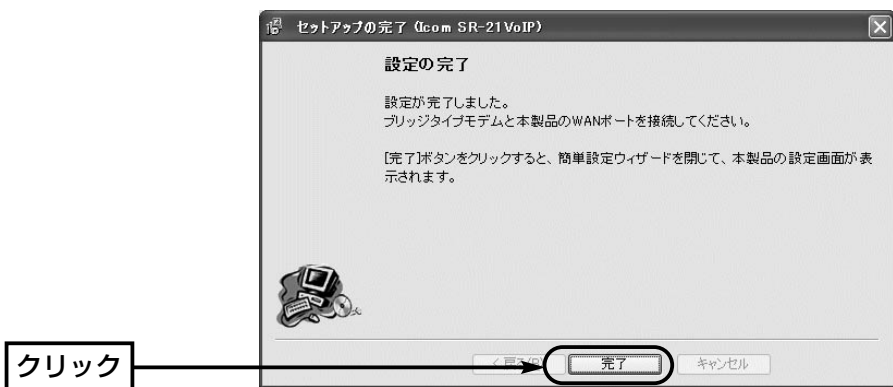 セットアップの完了 (Icom SR-21VoIP)
設定の完了
設定が完了しました。
ブリッジタイプモデムと本製品のWANポートを接続してください。
[完了]ボタンをクリックすると、簡単設定ウィザードを閉じて、本製品の設定画面が表
示されます。
クリック
完了
キャンセル